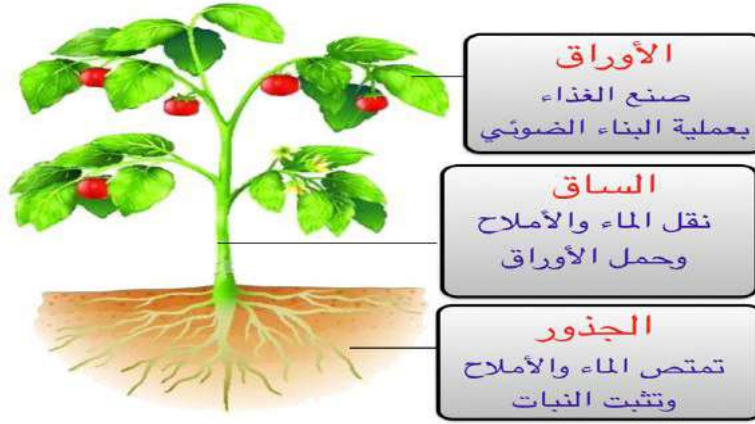 الأوراق
صنع الغذاء
بعملية البناء الضوئي
الساق
نقل الماء والأملاح
وحمل الأوراق
الجذور
تمتص الماء والأملاح
وتثبت النبات